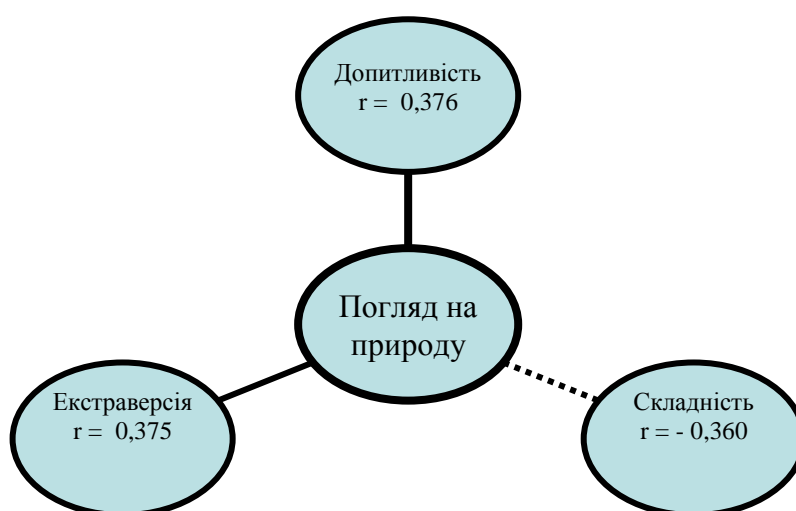 Допитливість
r =  0,376
Погляд на
природу
Екстраверсія
r =  0,375
Складність
r = - 0,360